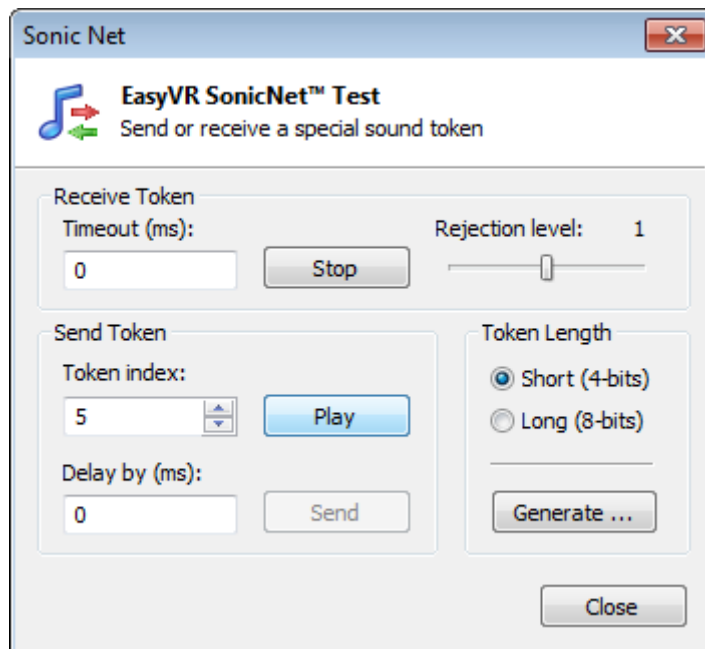 Sonic Net
EasyVR SonicNet™ Test
Send or receive a special sound token
Receive Token
Timeout (ms):
Rejection level: 1
0
Stop
Send Token
Token index:
5
Play
Delay by (ms):
0
Send
Token Length
Short (4-bits)
Long (8-bits)
Generate ...
Close